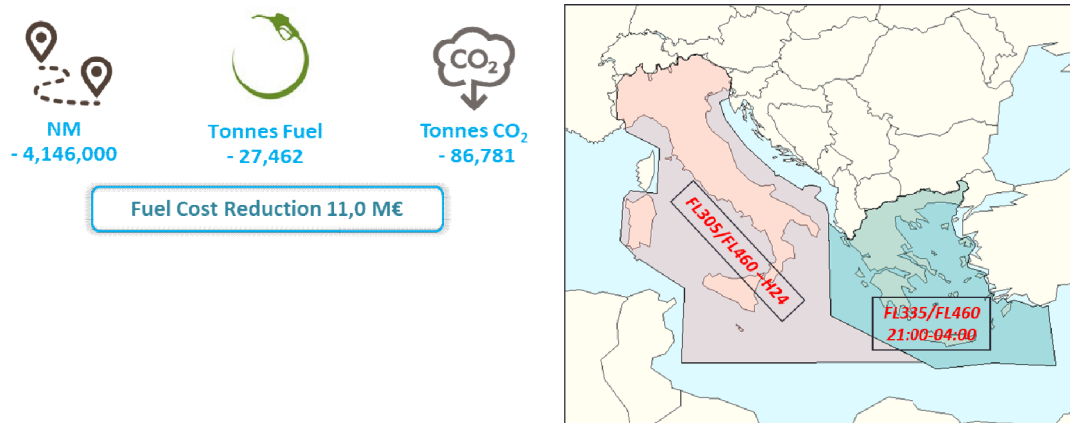 CO₂
NM
- 4,146,000
Tonnes Fuel
- 27,462
Tonnes CO₂
- 86,781
Fuel Cost Reduction 11,0 M€
FL305/FL460 –H24
FL335/FL460
21:00-04:00